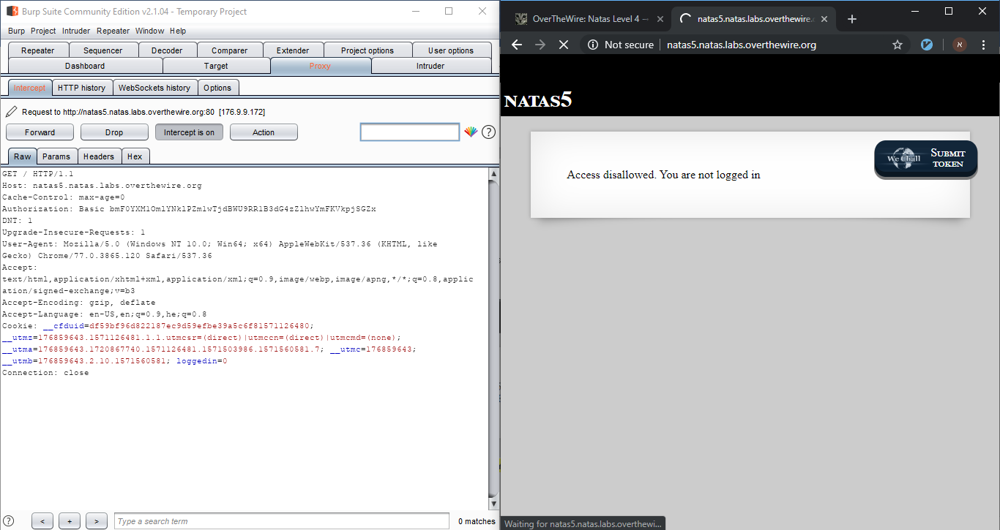 Burp Suite Community Edition v2.1.04 - Temporary Project
Burp Project Intruder Repeater Window Help
Repeater Sequencer Decoder Comparer Extender Project options User options
Dashboard Target Proxy Intruder
Intercept HTTP history WebSockets history Options
Request to http://natas5.natas.labs.overthewire.org:80 [176.9.9.172]
Forward Drop Intercept is on Action ?
Raw Params Headers Hex
GET / HTTP/1.1
Host: natas5.natas.labs.overthewire.org
Cache-Control: max-age=0
Authorization: Basic
DNT: 1
Upgrade-Insecure-Requests: 1
User-Agent: Mozilla/5.0 (Windows NT 10.0; Win64; x64) AppleWebKit/537.36 (KHTML, like
Gecko) Chrome/77.0.3865.120 Safari/537.36
Accept:
text/html,application/xhtml+xml,application/xml;q=0.9,image/webp,image/apng,*/*;q=0.8,applic
ation/signed-exchange;v=b3
Accept-Encoding: gzip, deflate
Accept-Language: en-US,en;q=0.9,he;q=0.8
Cookie: __cfduid=df59bf96d822187ec9d59efbe39a5c6f81571126480;
__utmz=176859643.1571126481.1.1.utmcsr=(direct)|utmccn=(direct)|utmcmd=(none);
__utma=176859643.1720867740.1571126481.1571503986.1571560581.7; __utmc=176859643;
__utmb=176859643.2.10.1571560581; loggedin=0
Connection: close
? < + > Type a search term 0 matches
OverTheWire: Natas Level 4 natas5.natas.labs.overthewire.
Not secure natas5.natas.labs.overthewire.org א
NATAS5
We Chall
SUBMIT
TOKEN
Access disallowed. You are not logged in
Waiting for natas5.natas.labs.overthewi...